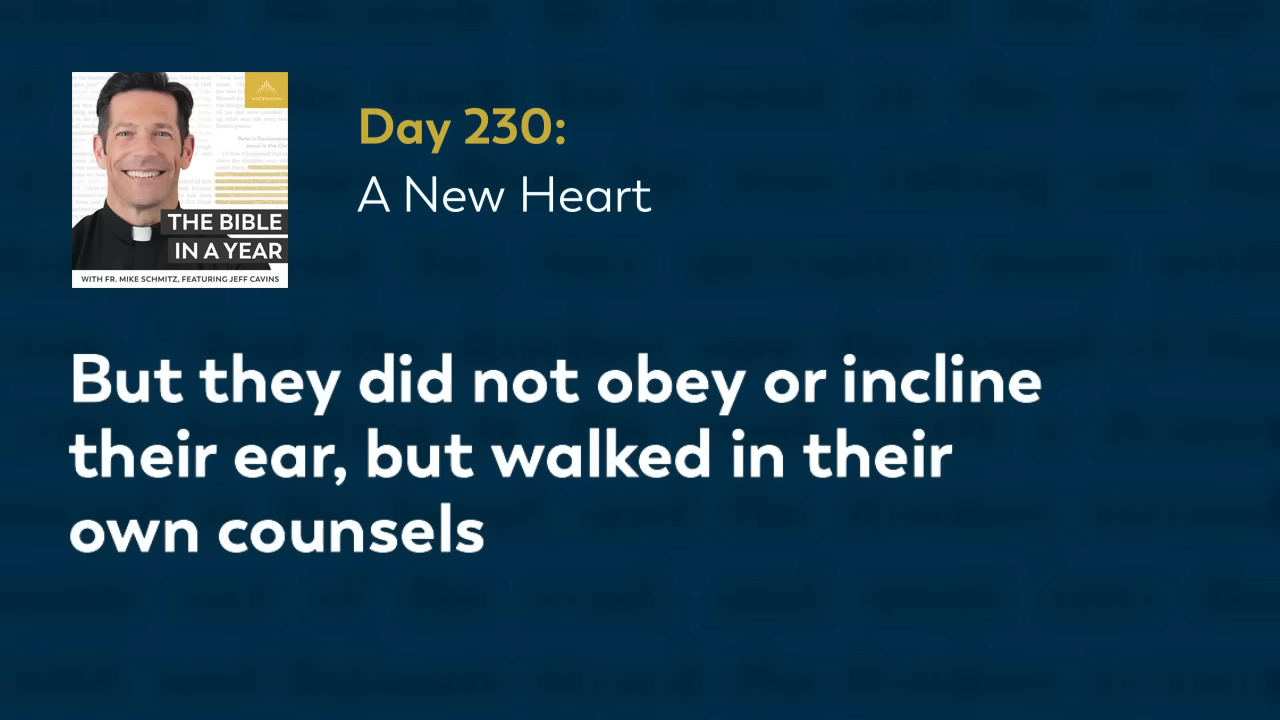 ASCENSION
THE BIBLE
IN A YEAR
WITH FR. MIKE SCHMITZ, FEATURING JEFF CAVINS
Day 230:
A New Heart
But they did not obey or incline
their ear, but walked in their
own counsels